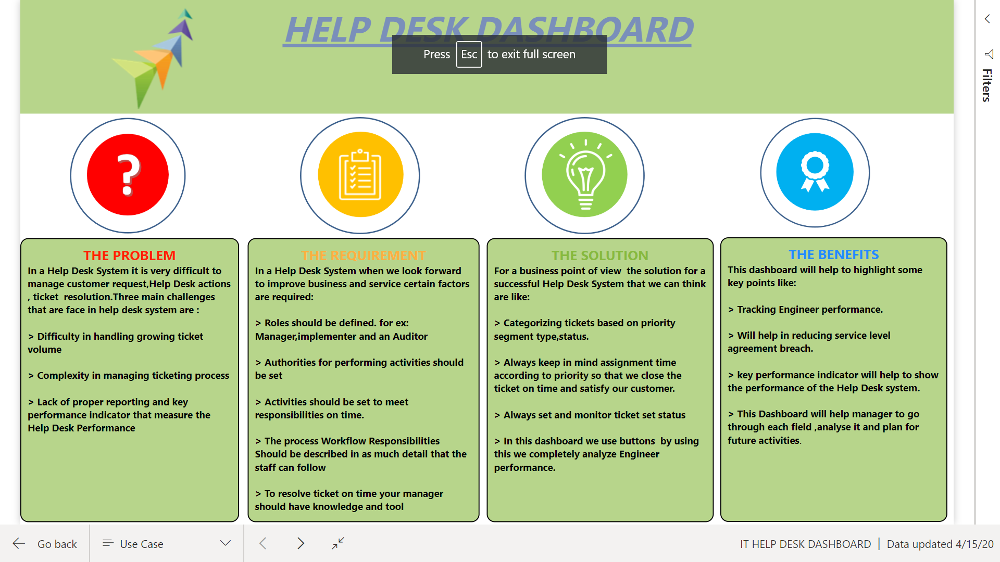 HELP DESK DASHBOARD
Press Esc to exit full screen
Filters
THE PROBLEM
In a Help Desk System it is very difficult to
manage customer request,Help Desk actions
, ticket  resolution.Three main challenges
that are face in help desk system are :
> Difficulty in handling growing ticket
volume
> Complexity in managing ticketing process
> Lack of proper reporting and key
performance indicator that measure the
Help Desk Performance
THE REQUIREMENT
In a Help Desk System when we look forward
to improve business and service certain factors
are required:
> Roles should be defined. for ex:
Manager,implementer and an Auditor
> Authorities for performing activities should
be set
> Activities should be set to meet
responsibilities on time.
> The process Workflow Responsibilities
Should be described in as much detail that the
staff can follow
> To resolve ticket on time your manager
should have knowledge and tool
THE SOLUTION
For a business point of view  the solution for a
successful Help Desk System that we can think
are like:
> Categorizing tickets based on priority
segment type,status.
> Always keep in mind assignment time
according to priority so that we close the
ticket on time and satisfy our customer.
> Always set and monitor ticket set status
> In this dashboard we use buttons  by using
this we completely analyze Engineer
performance.
THE BENEFITS
This dashboard will help to highlight some
key points like:
> Tracking Engineer performance.
> Will help in reducing service level
agreement breach.
> key performance indicator will help to show
the performance of the Help Desk system.
> This Dashboard will help manager to go
through each field ,analyse it and plan for
future activities.
Go back
Use Case
IT HELP DESK DASHBOARD | Data updated 4/15/20